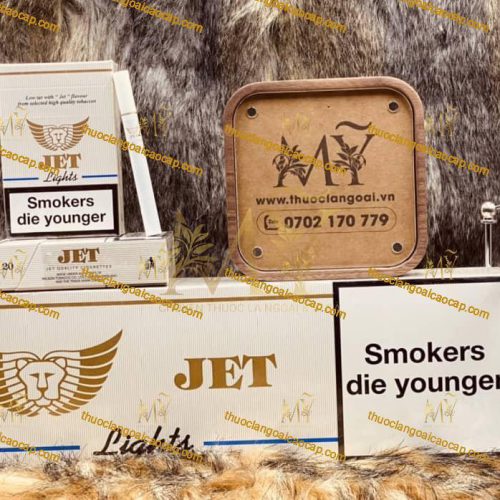 Low tar with "Jet" flavour
from selected high quality tobacco
JET
Lights
Smokers
die younger
20
JET
JET QUALITY CIGARETTES
MỸ
www.thuoclangoai.vn
0702 170 779
JET
Lights
Smokers
die younger
thuoclangoaicaocap.com